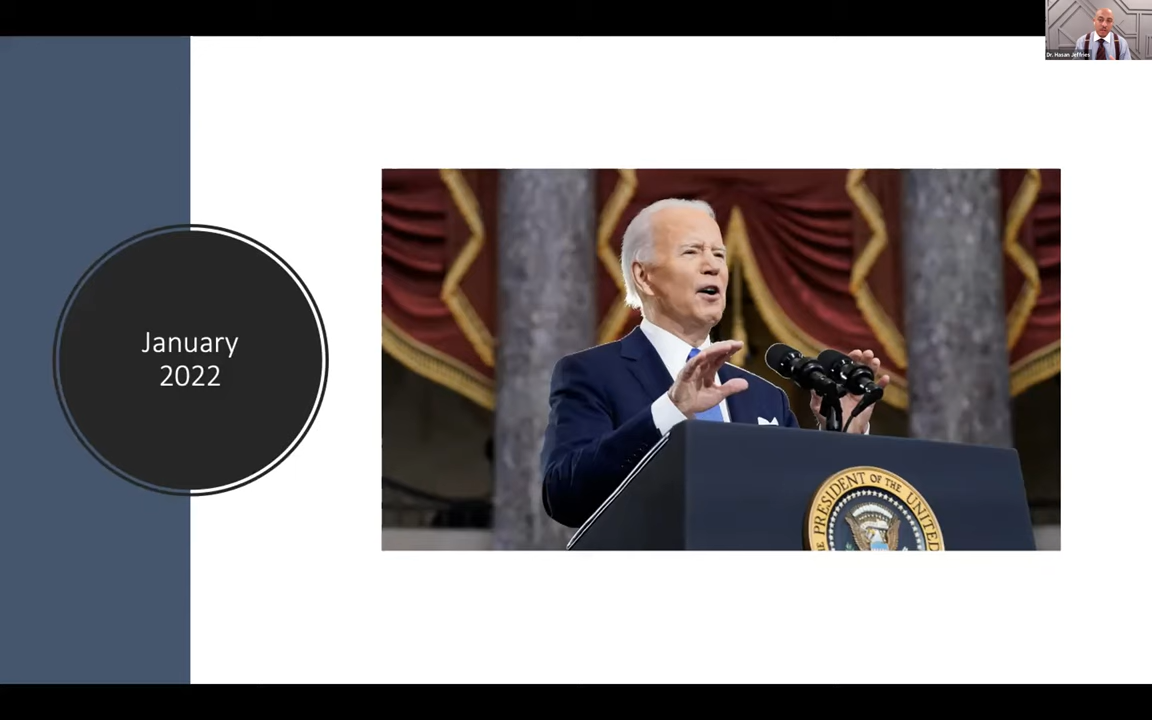 Dr. Hasan Jeffries
January
2022
PRESIDENT OF THE UNITED